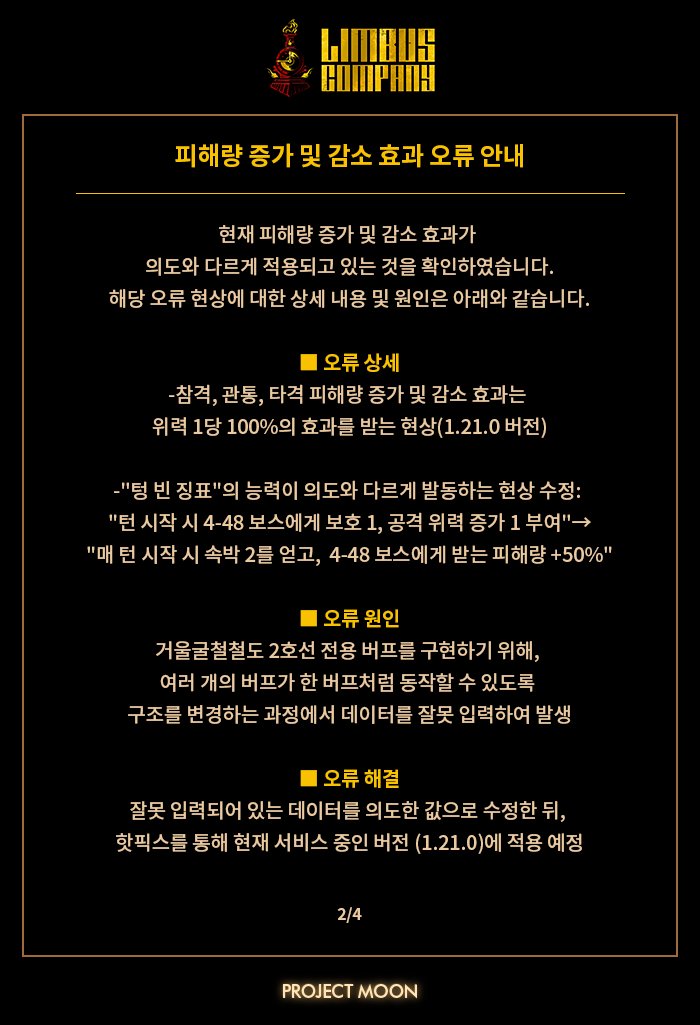 LIMBUS
COMPANY
피해량 증가 및 감소 효과 오류 안내
현재 피해량 증가 및 감소 효과가
의도와 다르게 적용되고 있는 것을 확인하였습니다.
해당 오류 현상에 대한 상세 내용 및 원인은 아래와 같습니다.
■ 오류 상세
-참격, 관통, 타격 피해량 증가 및 감소 효과는
위력 1당 100%의 효과를 받는 현상(1.21.0 버전)
-"텅 빈 징표"의 능력이 의도와 다르게 발동하는 현상 수정:
"턴 시작 시 4-48 보스에게 보호 1, 공격 위력 증가 1 부여"→
"매 턴 시작 시 속박 2를 얻고, 4-48 보스에게 받는 피해량 +50%"
■ 오류 원인
거울굴철철도 2호선 전용 버프를 구현하기 위해,
여러 개의 버프가 한 버프처럼 동작할 수 있도록
구조를 변경하는 과정에서 데이터를 잘못 입력하여 발생
■ 오류 해결
잘못 입력되어 있는 데이터를 의도한 값으로 수정한 뒤,
핫픽스를 통해 현재 서비스 중인 버전 (1.21.0)에 적용 예정
2/4
PROJECT MOON